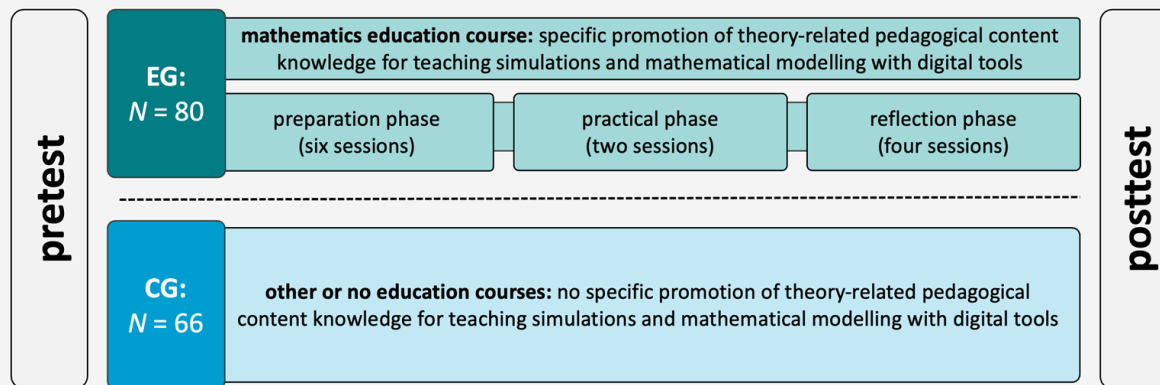 pretest
EG:
N = 80
mathematics education course: specific promotion of theory-related pedagogical content
knowledge for teaching simulations and mathematical modelling with digital tools
preparation phase
(six sessions)
practical phase
(two sessions)
reflection phase
(four sessions)
CG:
N = 66
other or no education courses: no specific promotion of theory-related pedagogical
content knowledge for teaching simulations and mathematical modelling with digital tools
posttest